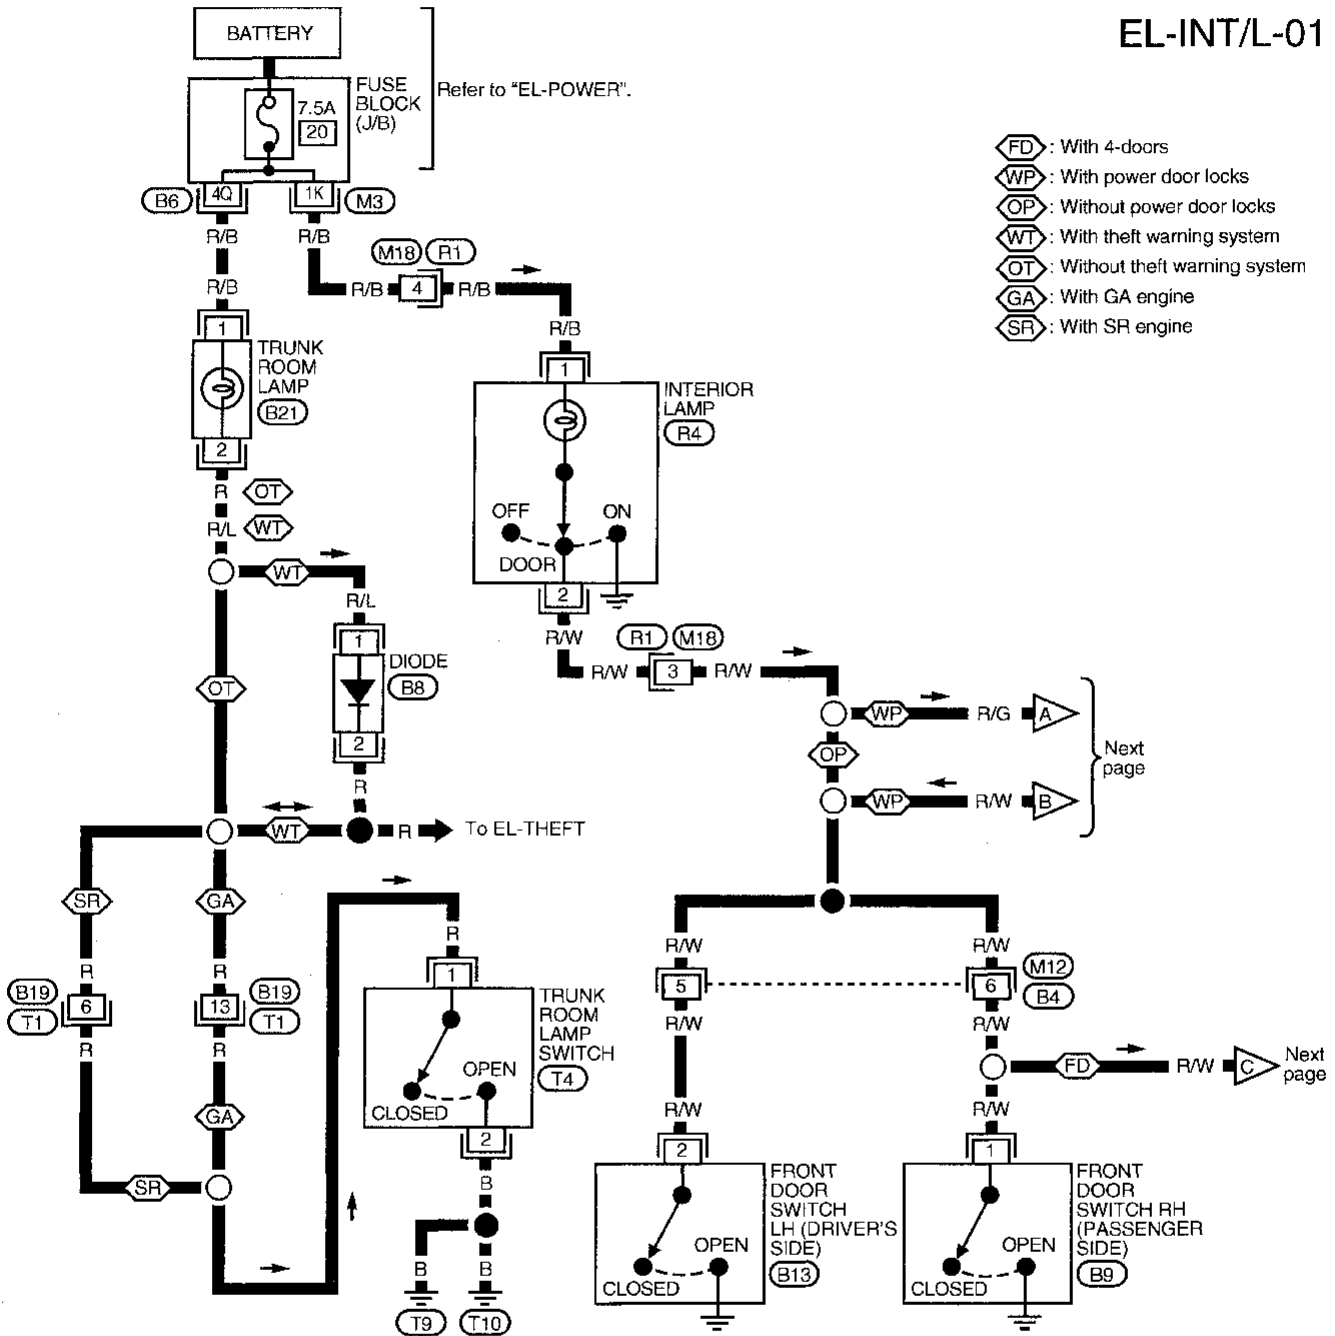 EL-INT/L-01
BATTERY
FUSE
BLOCK
(J/B)
Refer to "EL-POWER".
7.5A
20
B6
4Q
1K
M3
R/B
R/B
FD : With 4-doors
WP : With power door locks
OP : Without power door locks
WT : With theft warning system
OT : Without theft warning system
GA : With GA engine
SR : With SR engine
M18
R1
R/B
R/B
4
R/B
R/B
1
TRUNK
ROOM
LAMP
B21
2
1
INTERIOR
LAMP
R4
OFF
ON
DOOR
2
R
OT
R/L
WT
WT
R/L
1
DIODE
B8
2
R
OT
R/W
R1
M18
R/W
3
R/W
WP
R/G
A
OP
WP
R/W
B
Next
page
WT
R
To EL-THEFT
SR
GA
R
R
B19
T1
6
13
B19
T1
R
R
GA
SR
R
1
TRUNK
ROOM
LAMP
SWITCH
T4
OPEN
CLOSED
2
B
B
B
T9
T10
R/W
R/W
5
6
M12
B4
R/W
R/W
FD
R/W
C
Next
page
R/W
R/W
2
FRONT
DOOR
SWITCH
LH (DRIVER'S
SIDE)
B13
OPEN
CLOSED
1
FRONT
DOOR
SWITCH RH
(PASSENGER
SIDE)
B9
OPEN
CLOSED